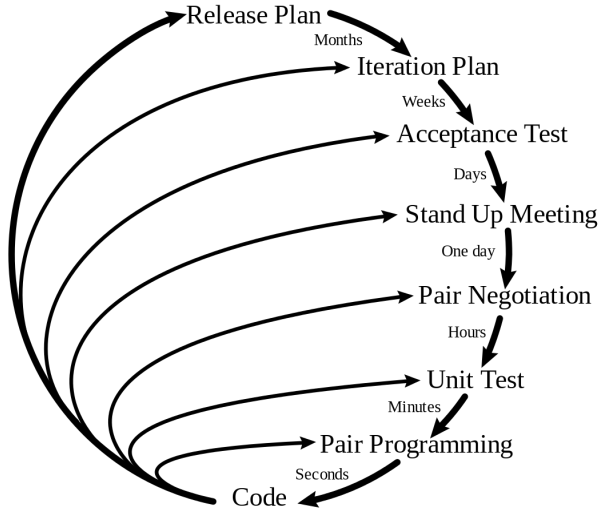 Release Plan
Months
Iteration Plan
Weeks
Acceptance Test
Days
Stand Up Meeting
One day
Pair Negotiation
Hours
Unit Test
Minutes
Pair Programming
Seconds
Code